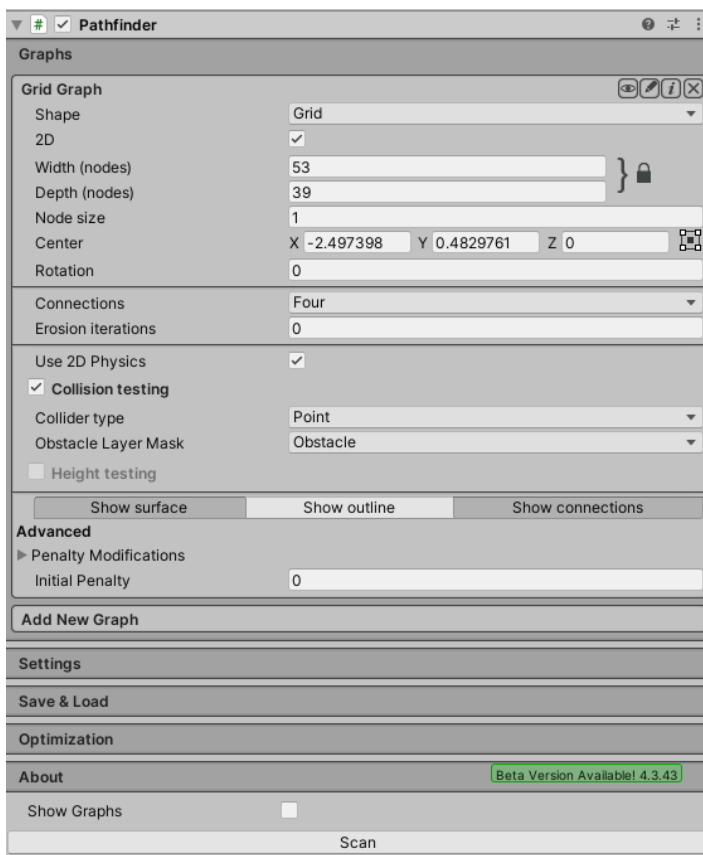 # Pathfinder
Graphs
Grid Graph
Shape Grid
2D
Width (nodes) 53
Depth (nodes) 39
Node size 1
Center X -2.497398 Y 0.4829761 Z 0
Rotation 0
Connections Four
Erosion iterations 0
Use 2D Physics
Collision testing
Collider type Point
Obstacle Layer Mask Obstacle
Height testing
Show surface Show outline Show connections
Advanced
Penalty Modifications
Initial Penalty 0
Add New Graph
Settings
Save & Load
Optimization
About Beta Version Available! 4.3.43
Show Graphs
Scan